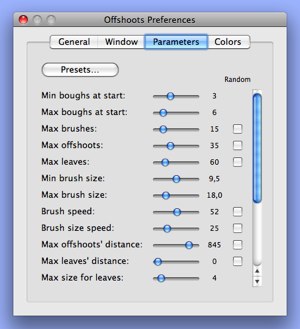 Offshoots Preferences
General Window Parameters Colors
Presets...
Random
Min boughs at start: 3
Max boughs at start: 6
Max brushes: 15
Max offshoots: 35
Max leaves: 60
Min brush size: 9,5
Max brush size: 18,0
Brush speed: 52
Brush size speed: 25
Max offshoots' distance: 845
Max leaves' distance: 0
Max size for leaves: 4